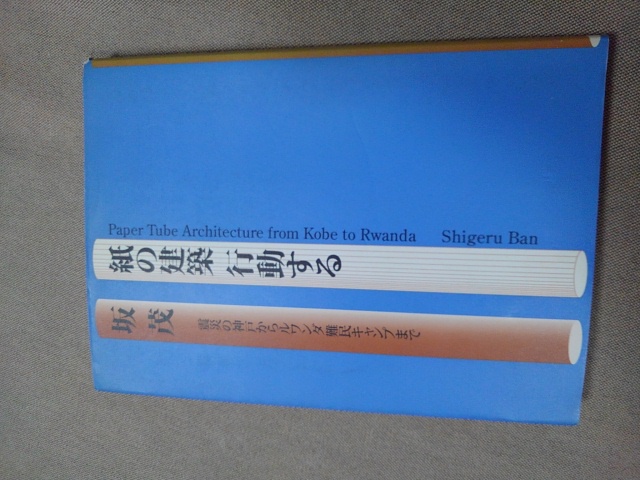 Paper Tube Architecture from Kobe to Rwanda Shigeru Ban
紙の建築 行動する
坂 茂 震災の神戸からルワンダ難民キャンプまで